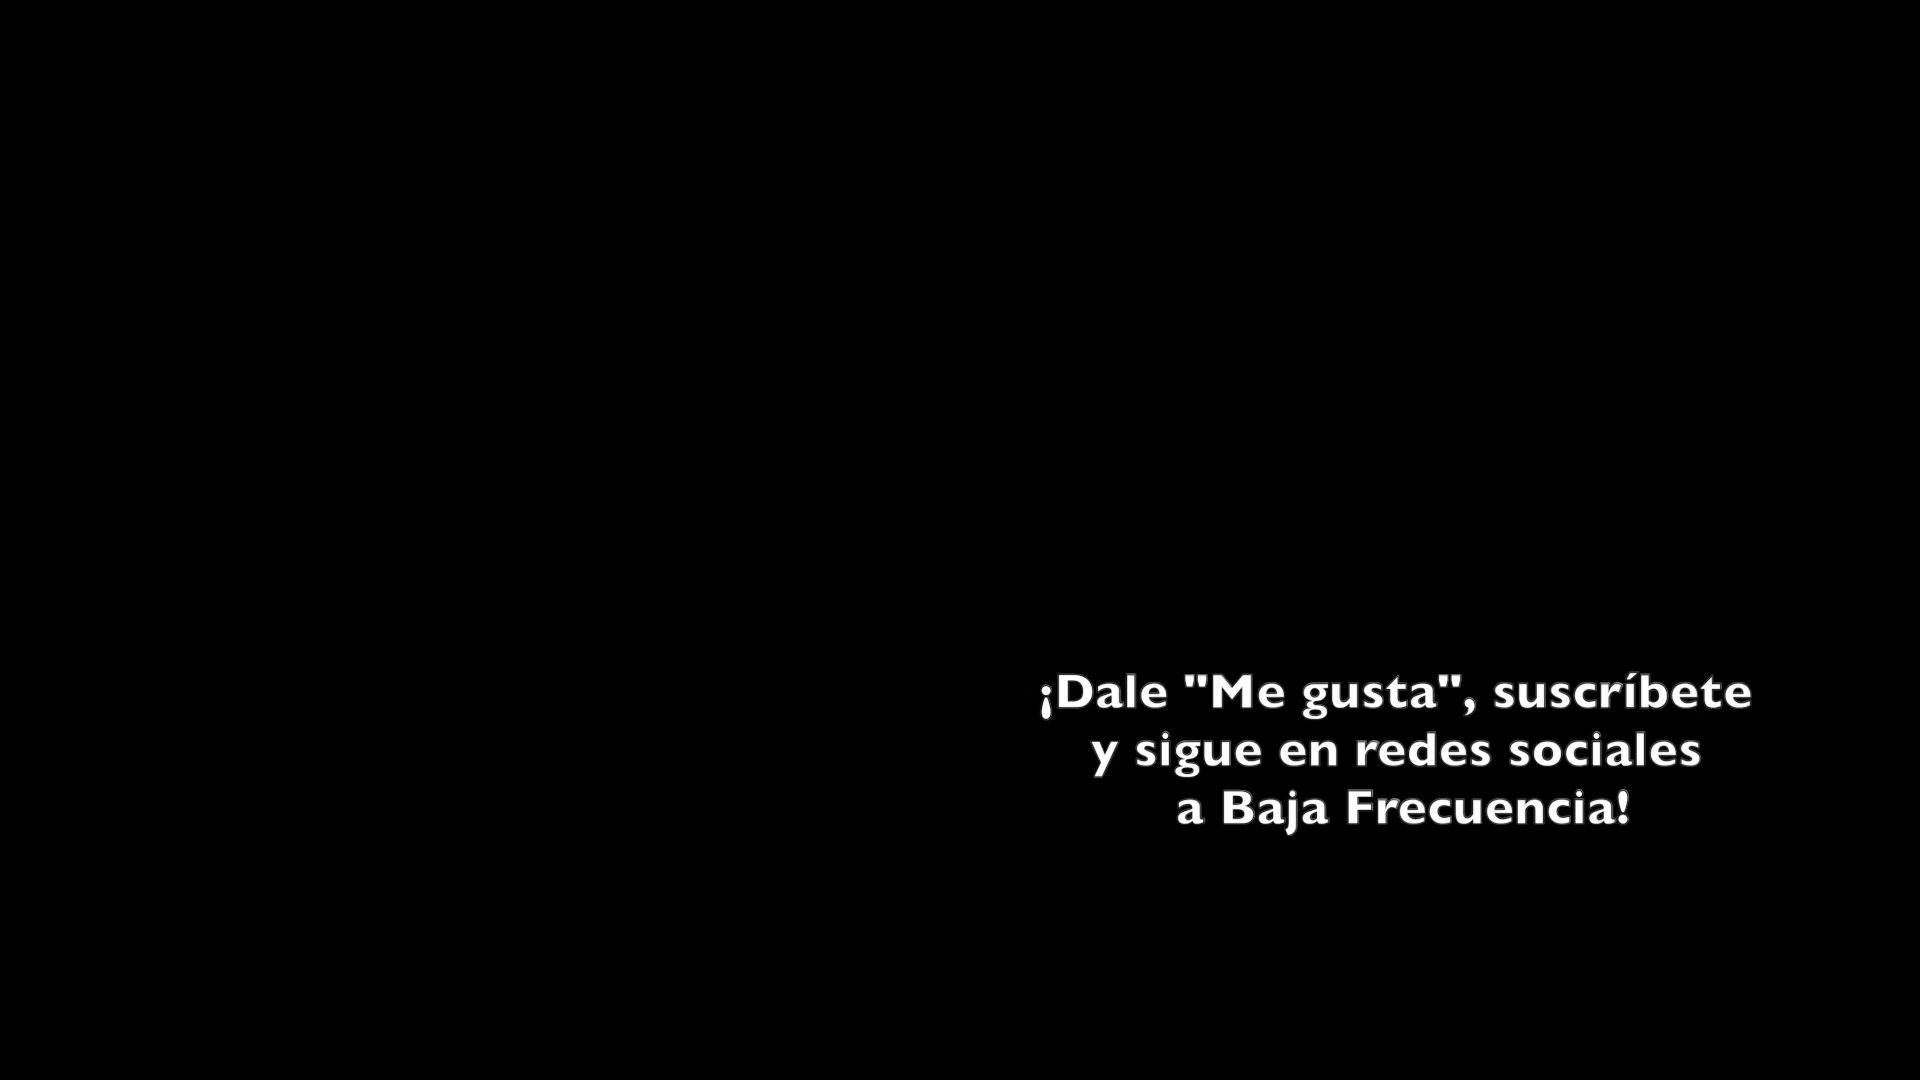 ¡Dale "Me gusta", suscríbete
y sigue en redes sociales
a Baja Frecuencia!